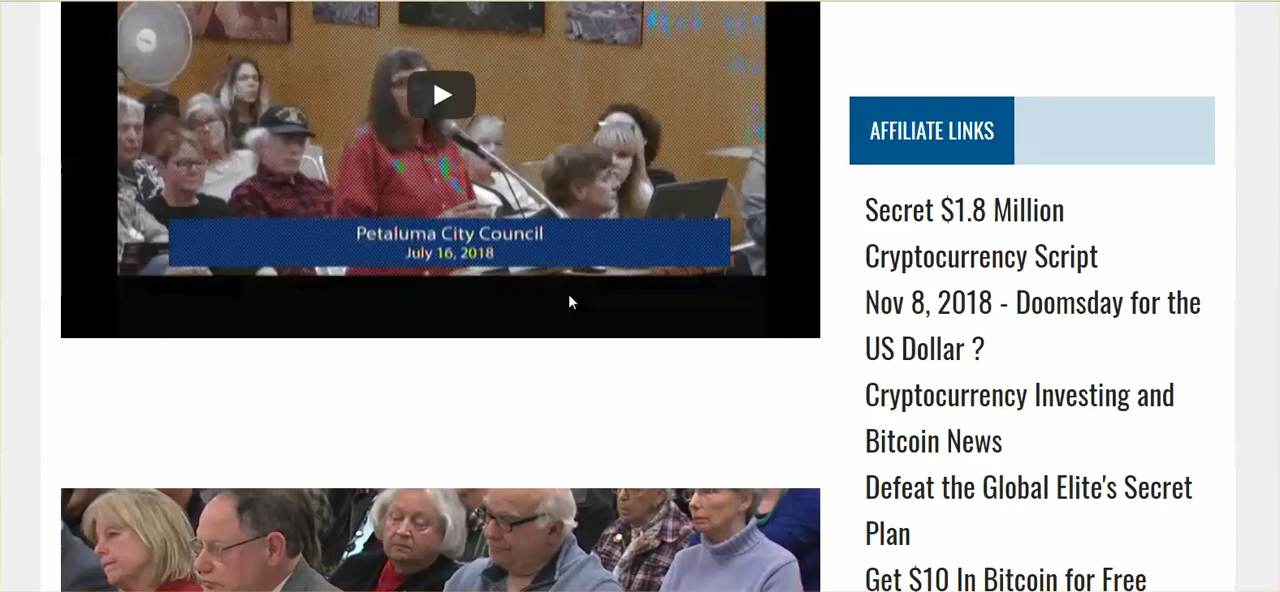 Petaluma City Council
July 16, 2018
AFFILIATE LINKS
Secret $1.8 Million
Cryptocurrency Script
Nov 8, 2018 - Doomsday for the
US Dollar ?
Cryptocurrency Investing and
Bitcoin News
Defeat the Global Elite's Secret
Plan
Get $10 In Bitcoin for Free